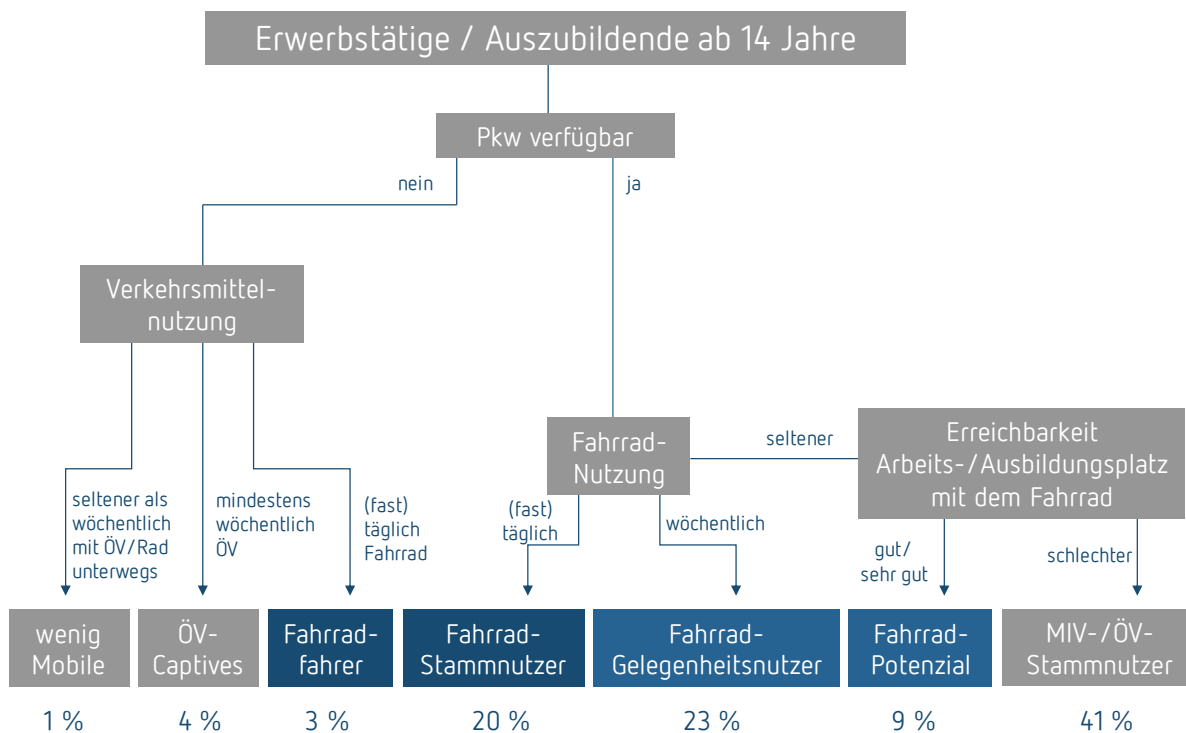 Erwerbstätige / Auszubildende ab 14 Jahre
Pkw verfügbar
nein
ja
Verkehrsmittel-
nutzung
Fahrrad-
Nutzung
seltener
Erreichbarkeit
Arbeits-/Ausbildungsplatz
mit dem Fahrrad
seltener als
wöchentlich
mit ÖV/Rad
unterwegs
mindestens
wöchentlich
ÖV
(fast)
täglich
Fahrrad
(fast)
täglich
wöchentlich
gut/
sehr gut
schlechter
wenig
Mobile
ÖV-
Captives
Fahrrad-
fahrer
Fahrrad-
Stammnutzer
Fahrrad-
Gelegenheitsnutzer
Fahrrad-
Potenzial
MIV-/ÖV-
Stammnutzer
1 %
4 %
3 %
20 %
23 %
9 %
41 %